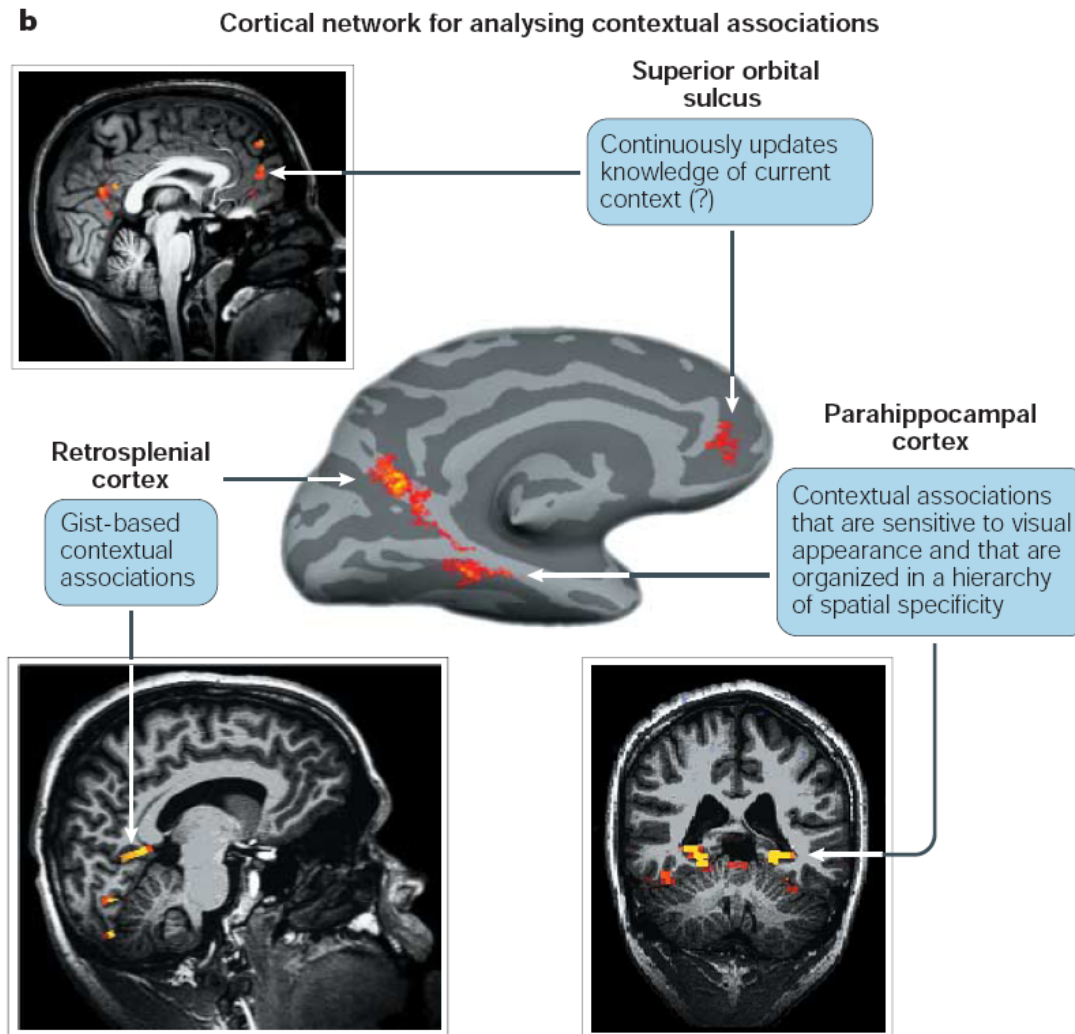 b
Cortical network for analysing contextual associations
Superior orbital
sulcus
Continuously updates
knowledge of current
context (?)
Parahippocampal
cortex
Contextual associations
that are sensitive to visual
appearance and that are
organized in a hierarchy
of spatial specificity
Retrosplenial
cortex
Gist-based
contextual
associations